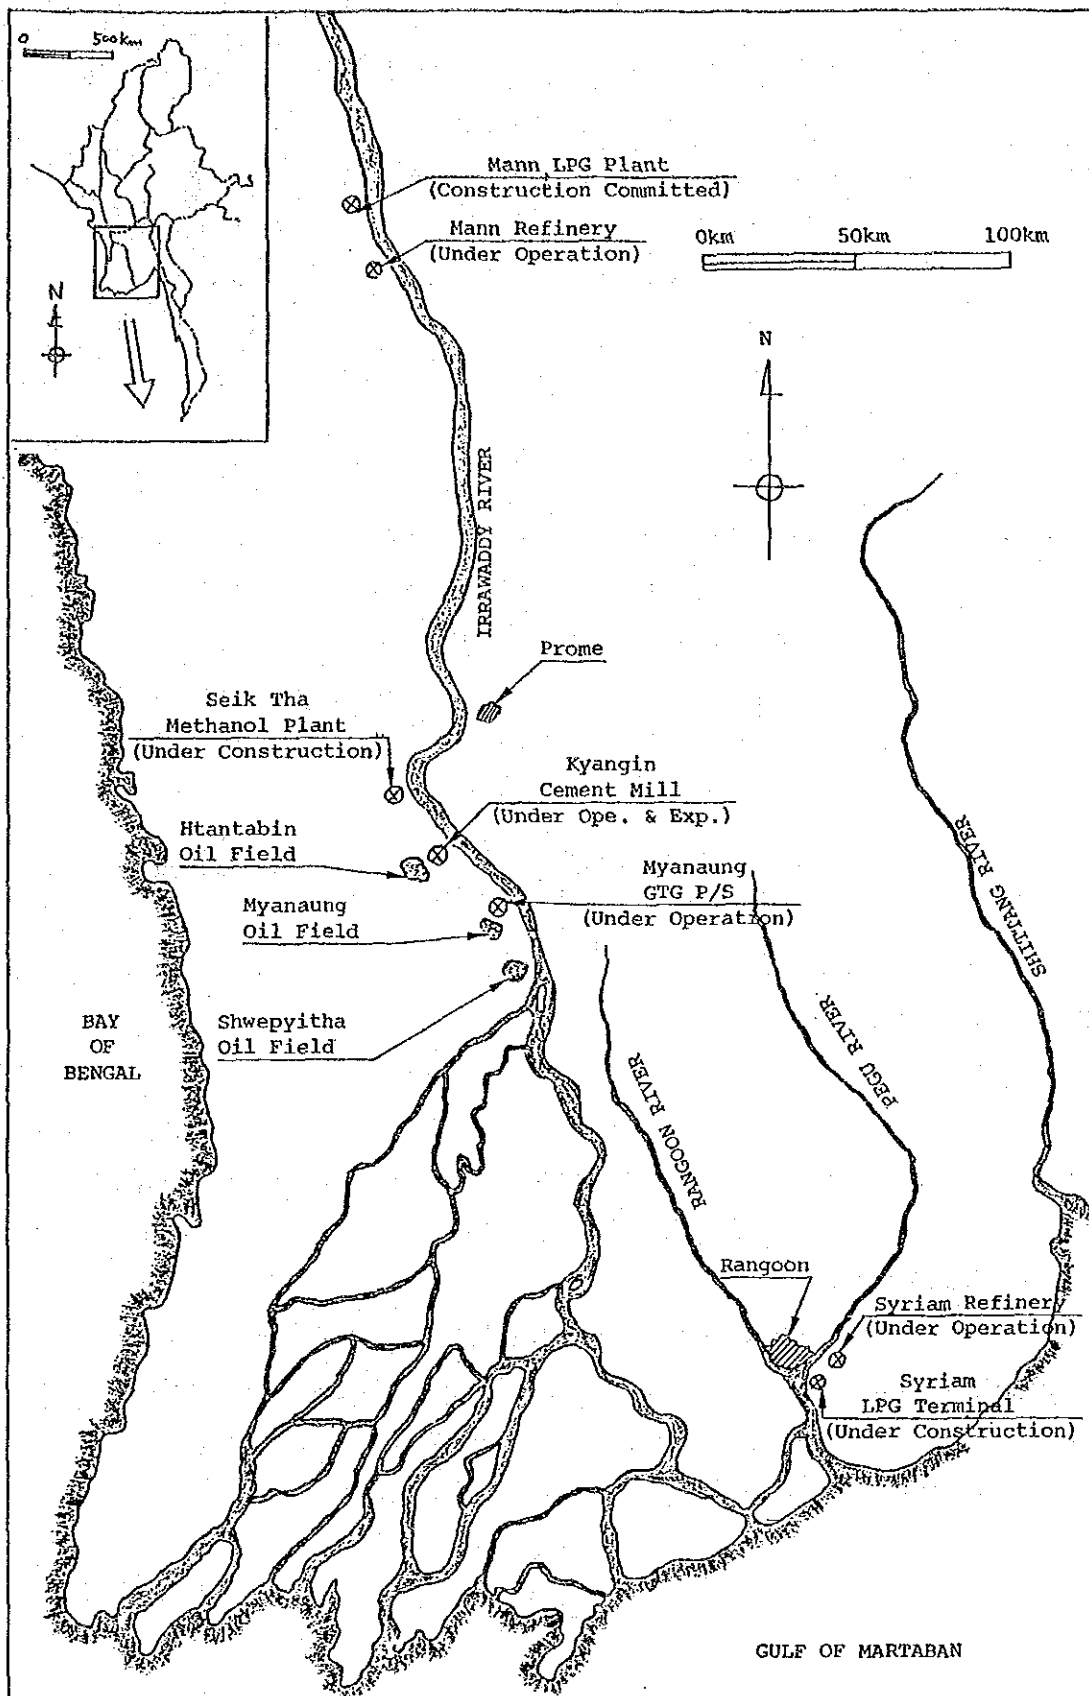 0 500km
N
Mann LPG Plant
(Construction Committed)
Mann Refinery
(Under Operation)
0km 50km 100km
N
IRRAWADDY RIVER
Prome
Seik Tha
Methanol Plant
(Under Construction)
Kyangin
Cement Mill
(Under Ope. & Exp.)
Htantabin
Oil Field
Myanaung
GTG P/S
(Under Operation)
Myanaung
Oil Field
SHITTANG RIVER
Shwepyitha
Oil Field
BAY
OF
BENGAL
PEGU RIVER
RANGOON RIVER
Rangoon
Syriam Refinery
(Under Operation)
Syriam
LPG Terminal
(Under Construction)
GULF OF MARTABAN